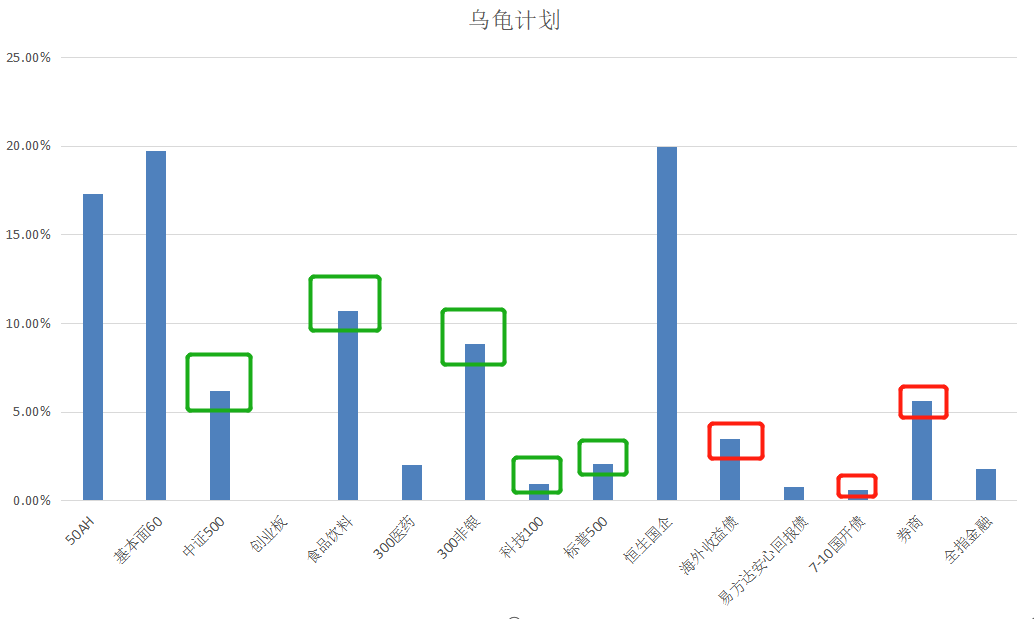 乌龟计划
25.00%
20.00%
15.00%
10.00%
5.00%
0.00%
50AH
基本面60
中证500
创业板
食品饮料
300医药
300非银
科技100
标普500
恒生国企
海外收益债
易方达安心回报债
7-10国开债
券商
全指金融